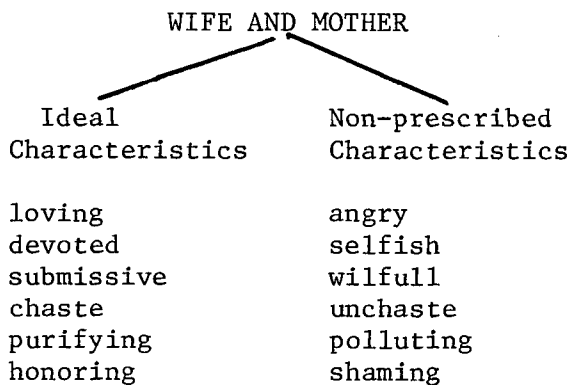 WIFE AND MOTHER
Ideal Non-prescribed
Characteristics Characteristics
loving angry
devoted selfish
submissive wilfull
chaste unchaste
purifying polluting
honoring shaming